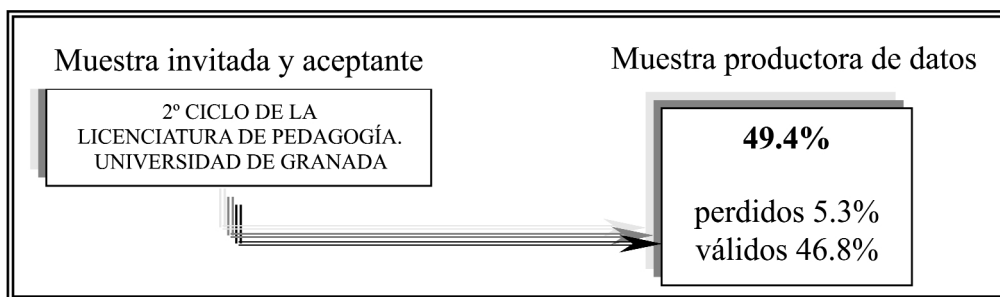 Muestra invitada y aceptante
2º CICLO DE LA
LICENCIATURA DE PEDAGOGÍA.
UNIVERSIDAD DE GRANADA
Muestra productora de datos
49.4%
perdidos 5.3%
válidos 46.8%